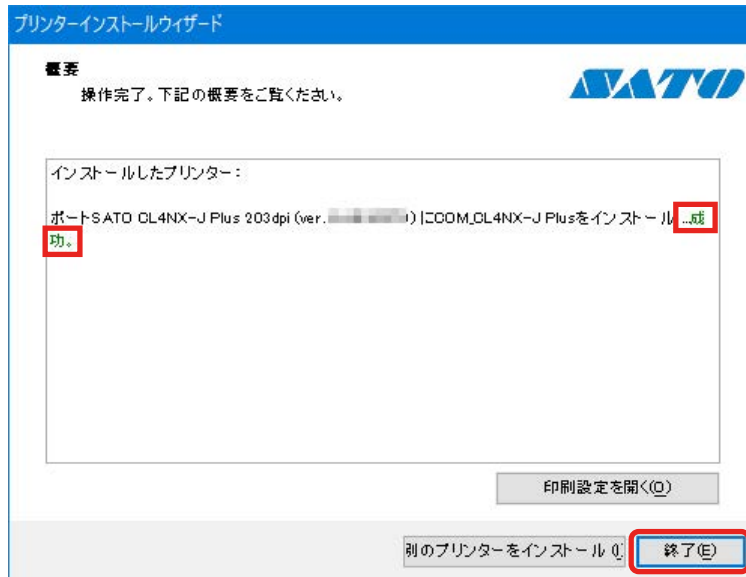 プリンターインストールウィザード
概要
操作完了。下記の概要をご覧ください。
SATO
インストールしたプリンター：
ポートSATO CL4NX-J Plus 203dpi (ver. ) にCOM_CL4NX-J Plusをインストール ...成
功。
印刷設定を開く(O)
別のプリンターをインストール (I)
終了(E)